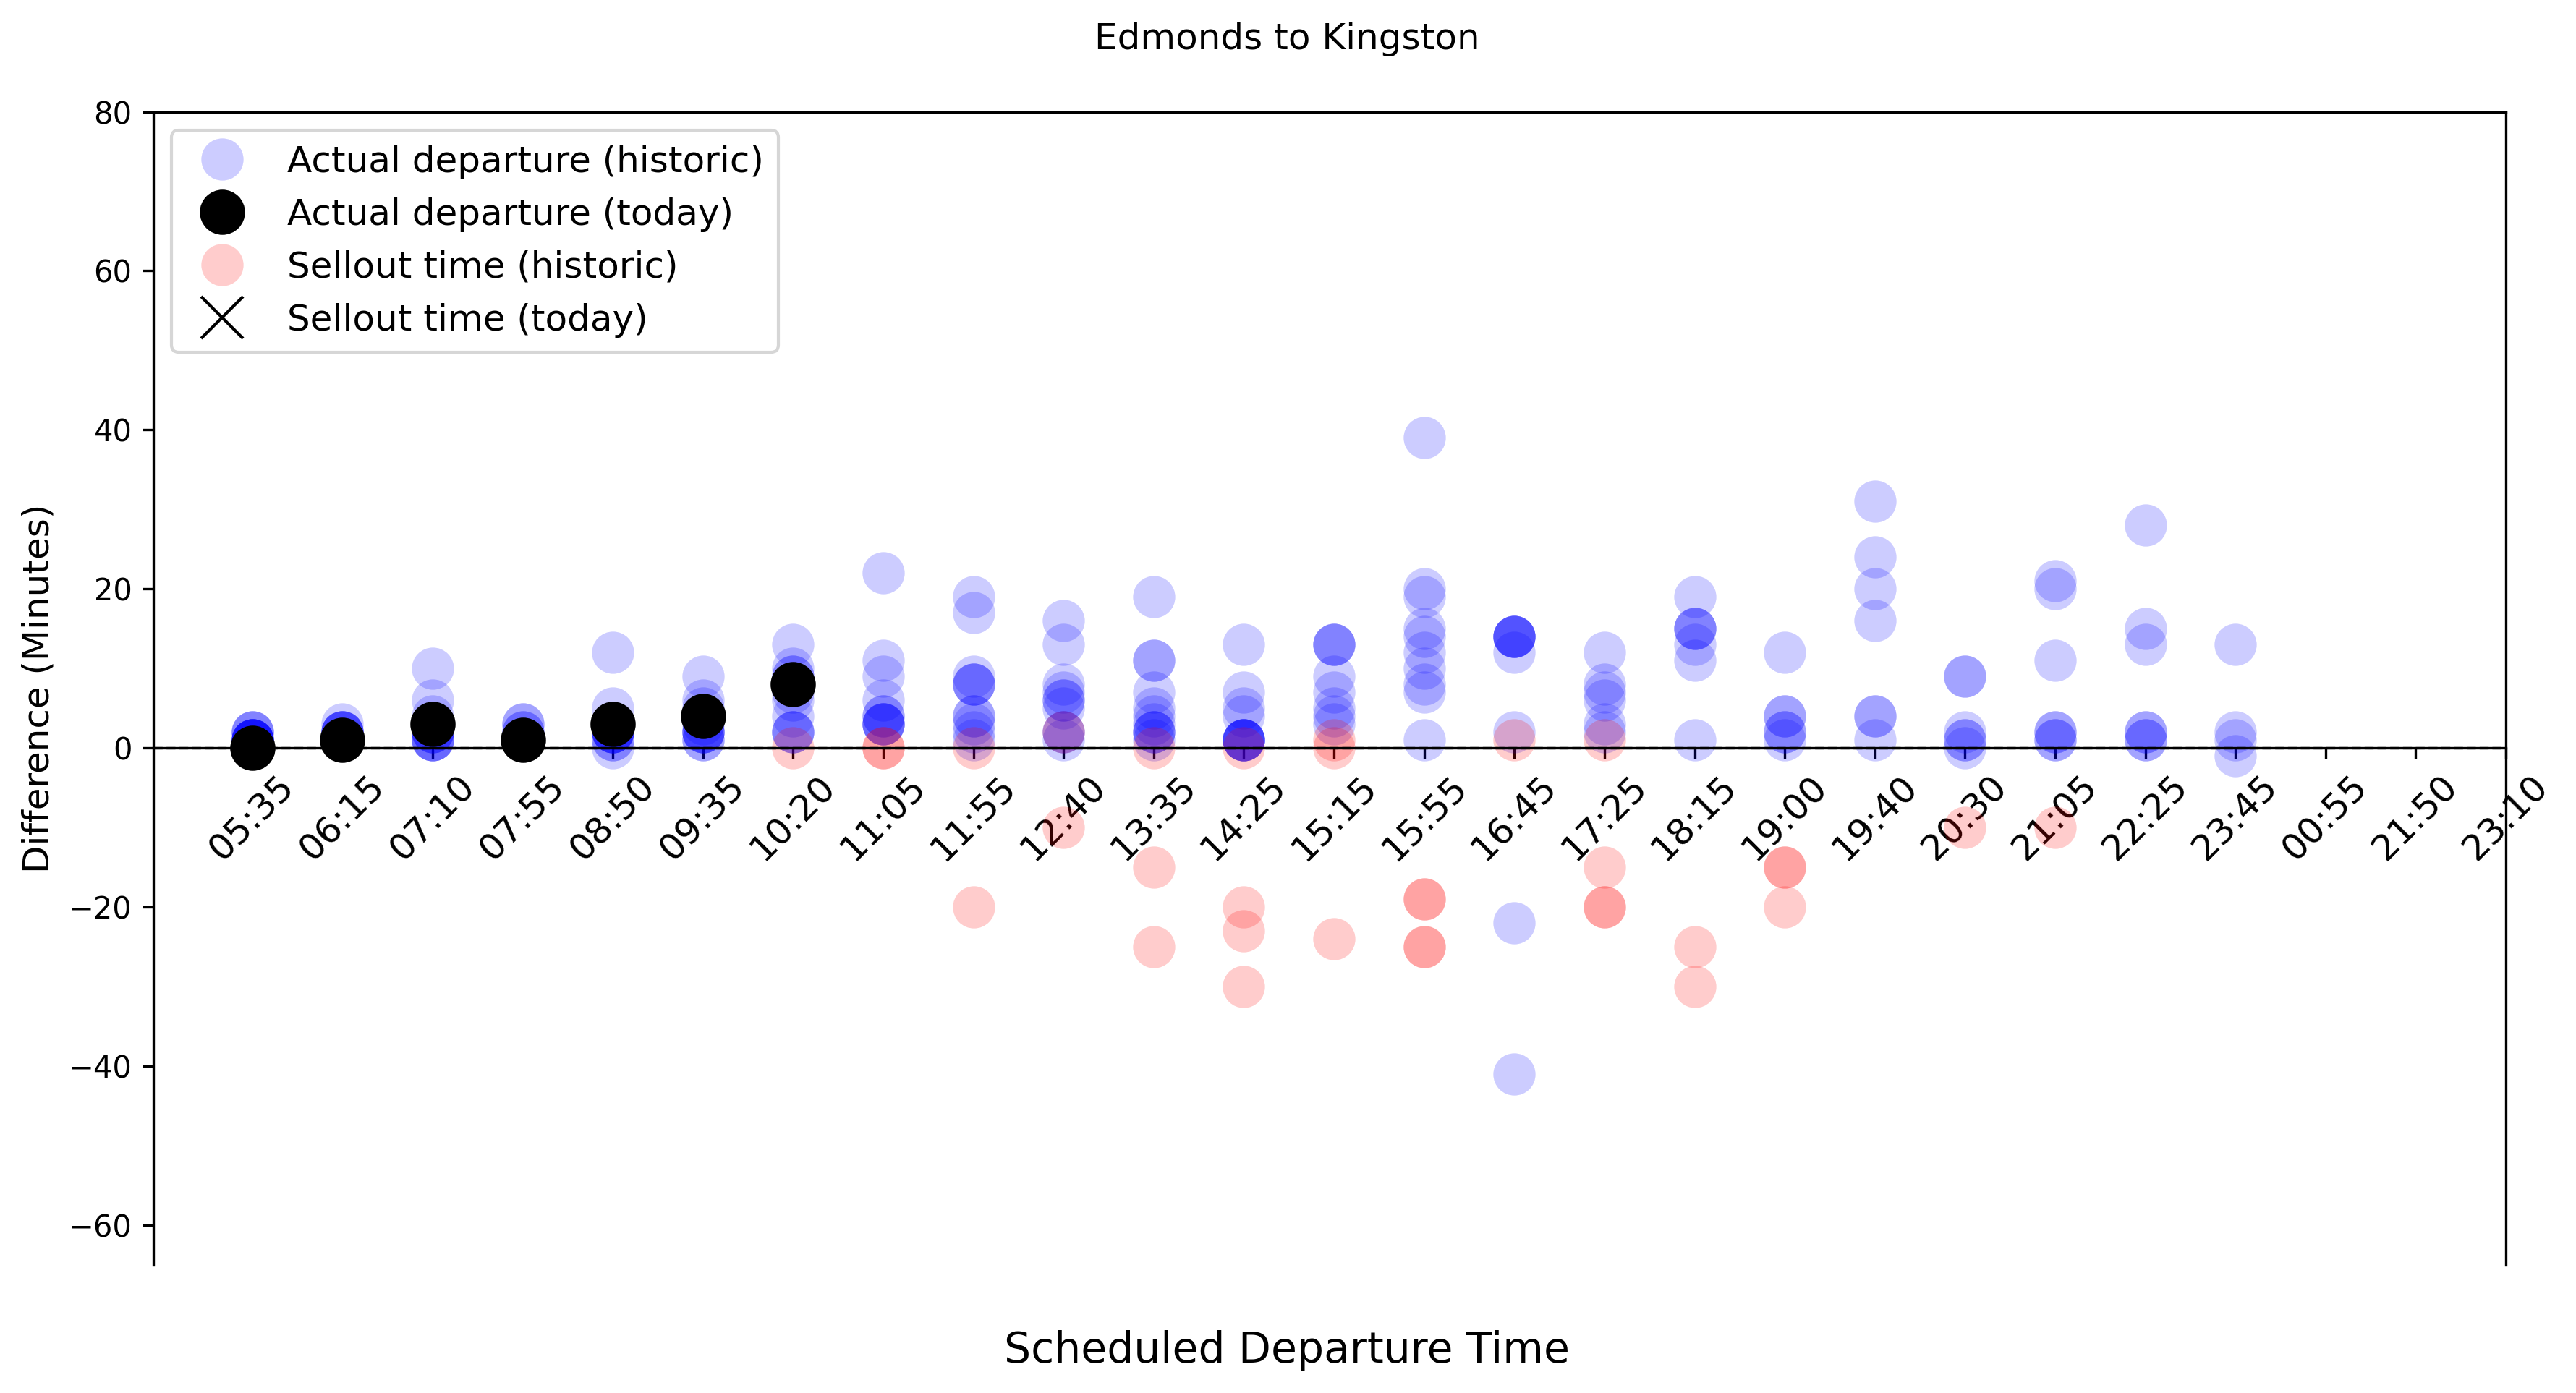 Edmonds to Kingston
80
60
40
20
0
−20
−40
−60
Difference (Minutes)
Actual departure (historic)
Actual departure (today)
Sellout time (historic)
Sellout time (today)
05:35 06:15 07:10 07:55 08:50 09:35 10:20 11:05 11:55 12:40 13:35 14:25 15:15 15:55 16:45 17:25 18:15 19:00 19:40 20:30 21:05 22:25 23:45 00:55 21:50 23:10
Scheduled Departure Time